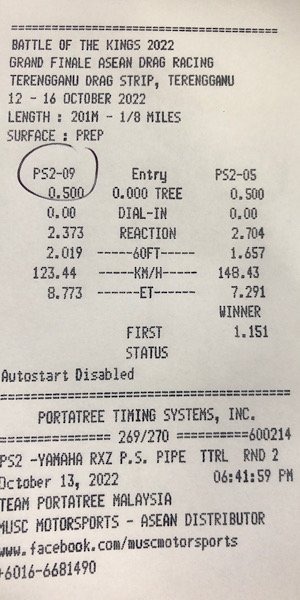 ================================
BATTLE OF THE KINGS 2022
GRAND FINALE ASEAN DRAG RACING
TERENGGANU DRAG STRIP, TERENGGANU
12 - 16 OCTOBER 2022
LENGTH : 201M - 1/8 MILES
SURFACE : PREP
PS2-09 Entry PS2-05
0.500 0.000 TREE 0.500
0.00 DIAL-IN 0.00
2.373 REACTION 2.704
2.019 -----60FT----- 1.657
123.44 -----KM/H----- 148.43
8.773 ------ET------ 7.291
WINNER
FIRST 1.151
STATUS
Autostart Disabled
================================
PORTATREE TIMING SYSTEMS, INC.
============== 269/270 ==========600214
PS2 -YAMAHA RXZ P.S. PIPE TTRL RND 2
October 13, 2022 06:41:59 PM
TEAM PORTATREE MALAYSIA
MUSC MOTORSPORTS - ASEAN DISTRIBUTOR
www.facebook.com/muscmotorsports
+6016-6681490